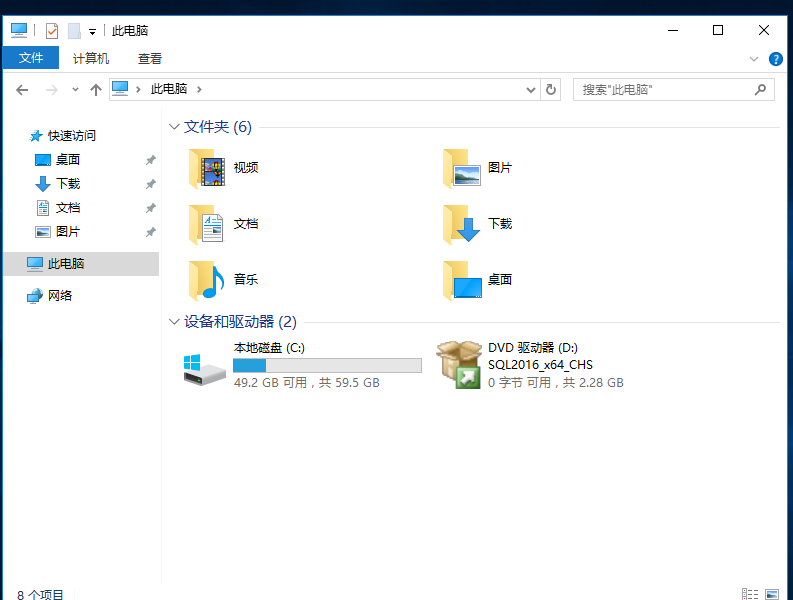 此电脑
文件 计算机 查看
此电脑 搜索"此电脑"
快速访问
桌面
下载
文档
图片
此电脑
网络
文件夹 (6)
视频
图片
文档
下载
音乐
桌面
设备和驱动器 (2)
本地磁盘 (C:)
49.2 GB 可用，共 59.5 GB
DVD 驱动器 (D:)
SQL2016_x64_CHS
0 字节 可用，共 2.28 GB
8 个项目